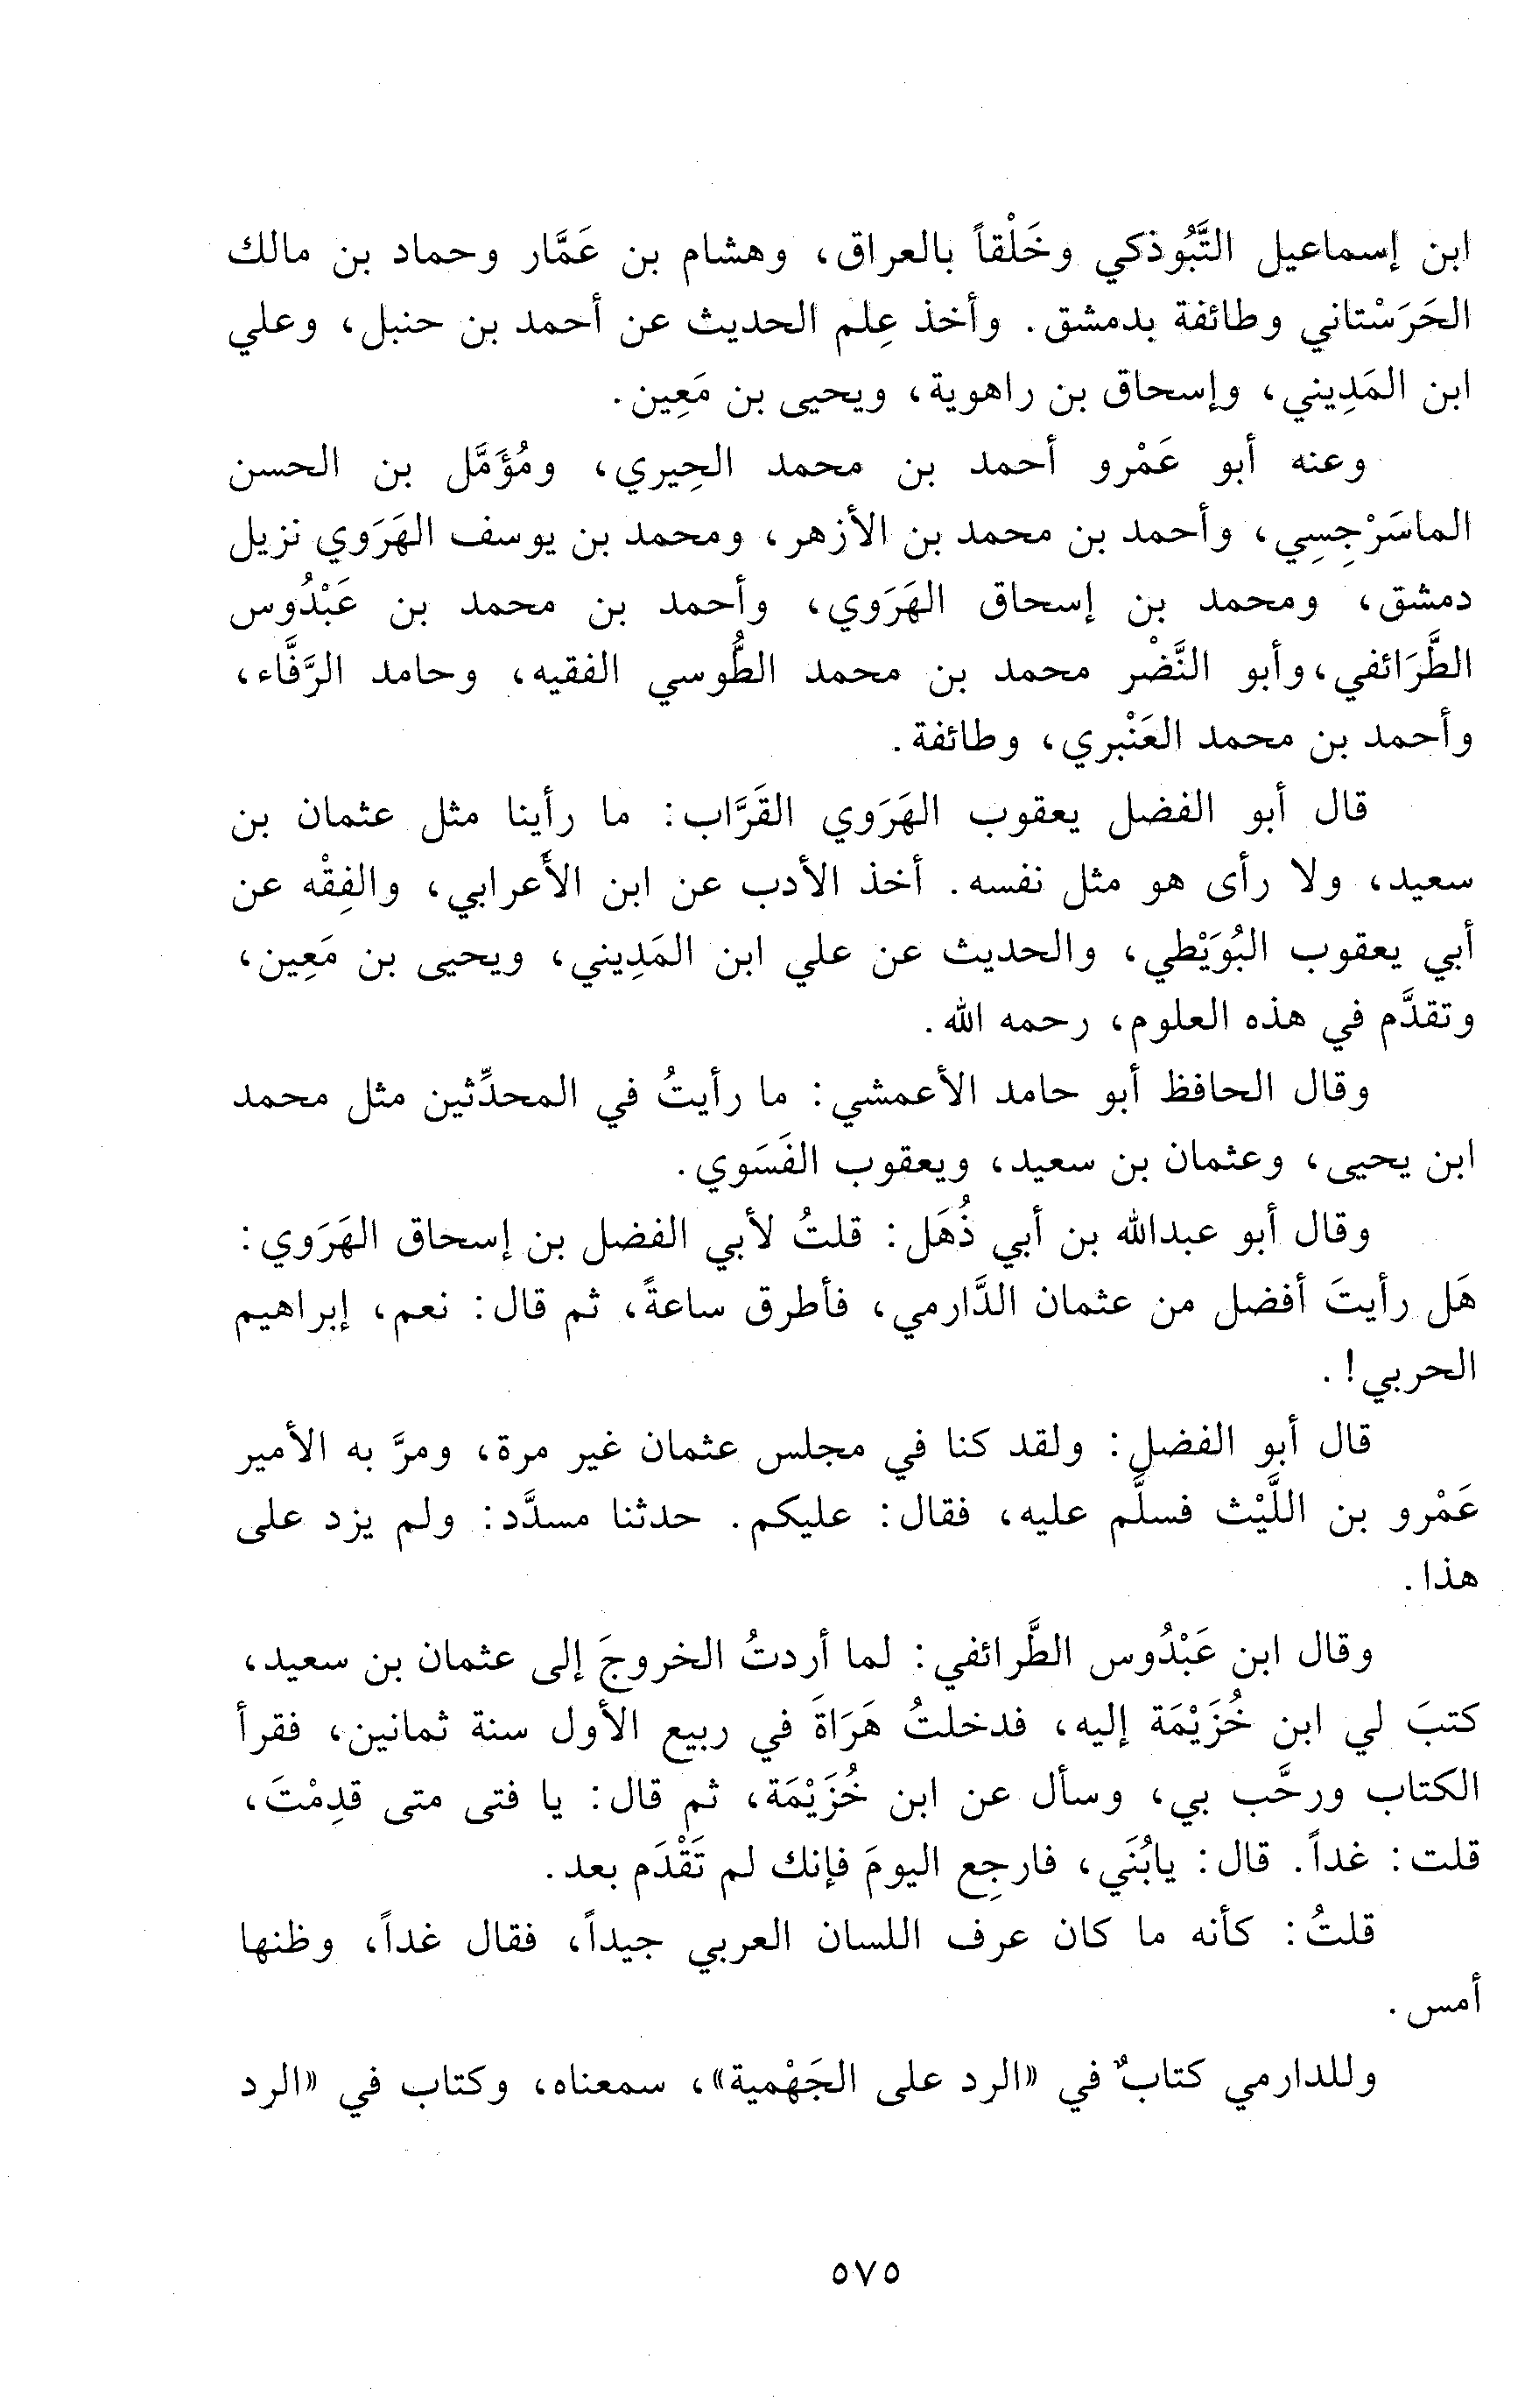 ابن إسماعيل التَّبُوذكي وخَلْقاً بالعراق، وهشام بن عَمَّار وحماد بن مالك
الحَرَسْتاني وطائفة بدمشق. وأخذ عِلم الحديث عن أحمد بن حنبل، وعلي
ابن المَدِيني، وإسحاق بن راهوية، ويحيى بن مَعِين.
وعنه أبو عَمْرو أحمد بن محمد الحِيري، ومُؤَمَّل بن الحسن
الماسَرْجِسِي، وأحمد بن محمد بن الأزهر، ومحمد بن يوسف الهَرَوي نزيل
دمشق، ومحمد بن إسحاق الهَرَوي، وأحمد بن محمد بن عَبْدُوس
الطَّرَائفي، وأبو النَّضْر محمد بن محمد الطُّوسي الفقيه، وحامد الرَّفَّاء،
وأحمد بن محمد العَنْبري، وطائفة.
قال أبو الفضل يعقوب الهَرَوي القَرَّاب: ما رأينا مثل عثمان بن
سعيد، ولا رأى هو مثل نفسه. أخذ الأدب عن ابن الأَعرابي، والفِقْه عن
أبي يعقوب البُوَيْطي، والحديث عن علي ابن المَدِيني، ويحيى بن مَعِين،
وتقدَّم في هذه العلوم، رحمه الله.
وقال الحافظ أبو حامد الأعمشي: ما رأيتُ في المحدِّثين مثل محمد
ابن يحيى، وعثمان بن سعيد، ويعقوب الفَسَوي.
وقال أبو عبدالله بن أبي ذُهَل: قلتُ لأبي الفضل بن إسحاق الهَرَوي:
هَل رأيتَ أفضل من عثمان الدَّارمي، فأطرق ساعةً، ثم قال: نعم، إبراهيم
الحربي!.
قال أبو الفضل: ولقد كنا في مجلس عثمان غير مرة، ومرَّ به الأمير
عَمْرو بن اللَّيْث فسلَّم عليه، فقال: عليكم. حدثنا مسدَّد: ولم يزد على
هذا.
وقال ابن عَبْدُوس الطَّرائفي: لما أردتُ الخروجَ إلى عثمان بن سعيد،
كتبَ لي ابن خُزَيْمَة إليه، فدخلتُ هَرَاةَ في ربيع الأول سنة ثمانين، فقرأ
الكتاب ورحَّب بي، وسأل عن ابن خُزَيْمَة، ثم قال: يا فتى متى قدِمْتَ،
قلت: غداً. قال: يابُنَي، فارجِع اليومَ فإنك لم تَقْدَم بعد.
قلتُ: كأنه ما كان عرف اللسان العربي جيداً، فقال غداً، وظنها
أمس.
وللدارمي كتابٌ في «الرد على الجَهْمية»، سمعناه، وكتاب في «الرد
٥٧٥